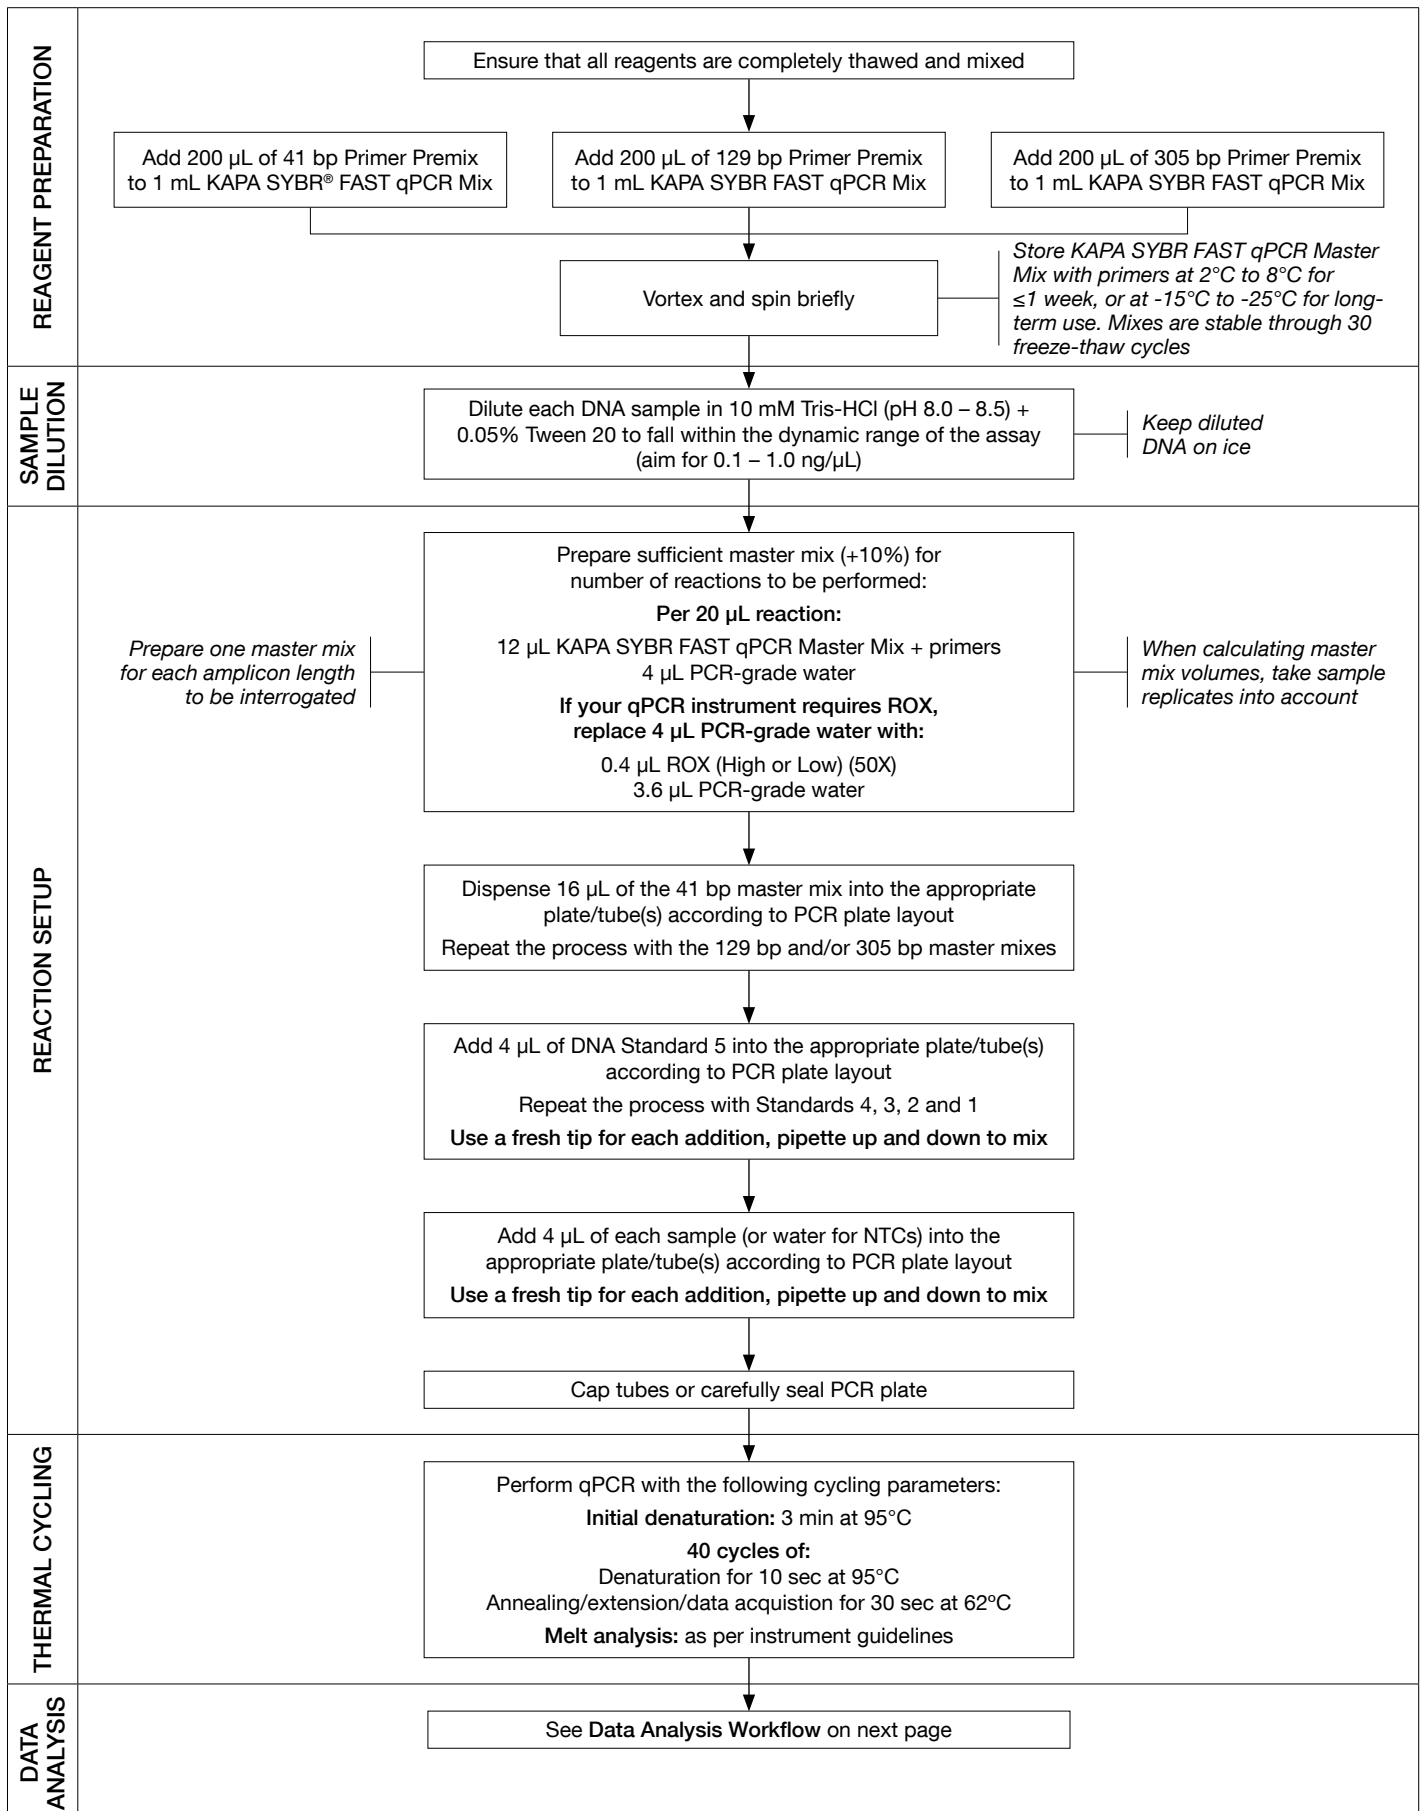 REAGENT PREPARATION
Ensure that all reagents are completely thawed and mixed
Add 200 µL of 41 bp Primer Premix
to 1 mL KAPA SYBR® FAST qPCR Mix
Add 200 µL of 129 bp Primer Premix
to 1 mL KAPA SYBR FAST qPCR Mix
Add 200 µL of 305 bp Primer Premix
to 1 mL KAPA SYBR FAST qPCR Mix
Vortex and spin briefly
Store KAPA SYBR FAST qPCR Master
Mix with primers at 2°C to 8°C for
≤1 week, or at -15°C to -25°C for long-
term use. Mixes are stable through 30
freeze-thaw cycles
SAMPLE
DILUTION
Dilute each DNA sample in 10 mM Tris-HCl (pH 8.0 – 8.5) +
0.05% Tween 20 to fall within the dynamic range of the assay
(aim for 0.1 – 1.0 ng/µL)
Keep diluted
DNA on ice
REACTION SETUP
Prepare sufficient master mix (+10%) for
number of reactions to be performed:
Per 20 µL reaction:
12 µL KAPA SYBR FAST qPCR Master Mix + primers
4 µL PCR-grade water
If your qPCR instrument requires ROX,
replace 4 µL PCR-grade water with:
0.4 µL ROX (High or Low) (50X)
3.6 µL PCR-grade water
Prepare one master mix
for each amplicon length
to be interrogated
When calculating master
mix volumes, take sample
replicates into account
Dispense 16 µL of the 41 bp master mix into the appropriate
plate/tube(s) according to PCR plate layout
Repeat the process with the 129 bp and/or 305 bp master mixes
Add 4 µL of DNA Standard 5 into the appropriate plate/tube(s)
according to PCR plate layout
Repeat the process with Standards 4, 3, 2 and 1
Use a fresh tip for each addition, pipette up and down to mix
Add 4 µL of each sample (or water for NTCs) into the
appropriate plate/tube(s) according to PCR plate layout
Use a fresh tip for each addition, pipette up and down to mix
Cap tubes or carefully seal PCR plate
THERMAL CYCLING
Perform qPCR with the following cycling parameters:
Initial denaturation: 3 min at 95°C
40 cycles of:
Denaturation for 10 sec at 95°C
Annealing/extension/data acquistion for 30 sec at 62ºC
Melt analysis: as per instrument guidelines
DATA
ANALYSIS
See Data Analysis Workflow on next page